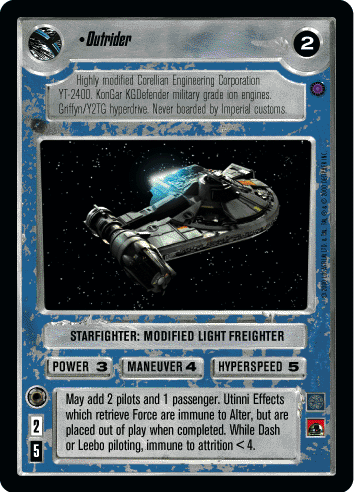 •Outrider
2
Highly modified Corellian Engineering Corporation
YT-2400. KonGar KGDefender military grade ion engines.
Griffyn/Y2TG hyperdrive. Never boarded by Imperial customs.
STARFIGHTER: MODIFIED LIGHT FREIGHTER
POWER 3 MANEUVER 4 HYPERSPEED 5
May add 2 pilots and 1 passenger. Utinni Effects
which retrieve Force are immune to Alter, but are
placed out of play when completed. While Dash
or Leebo piloting, immune to attrition < 4.
2
5